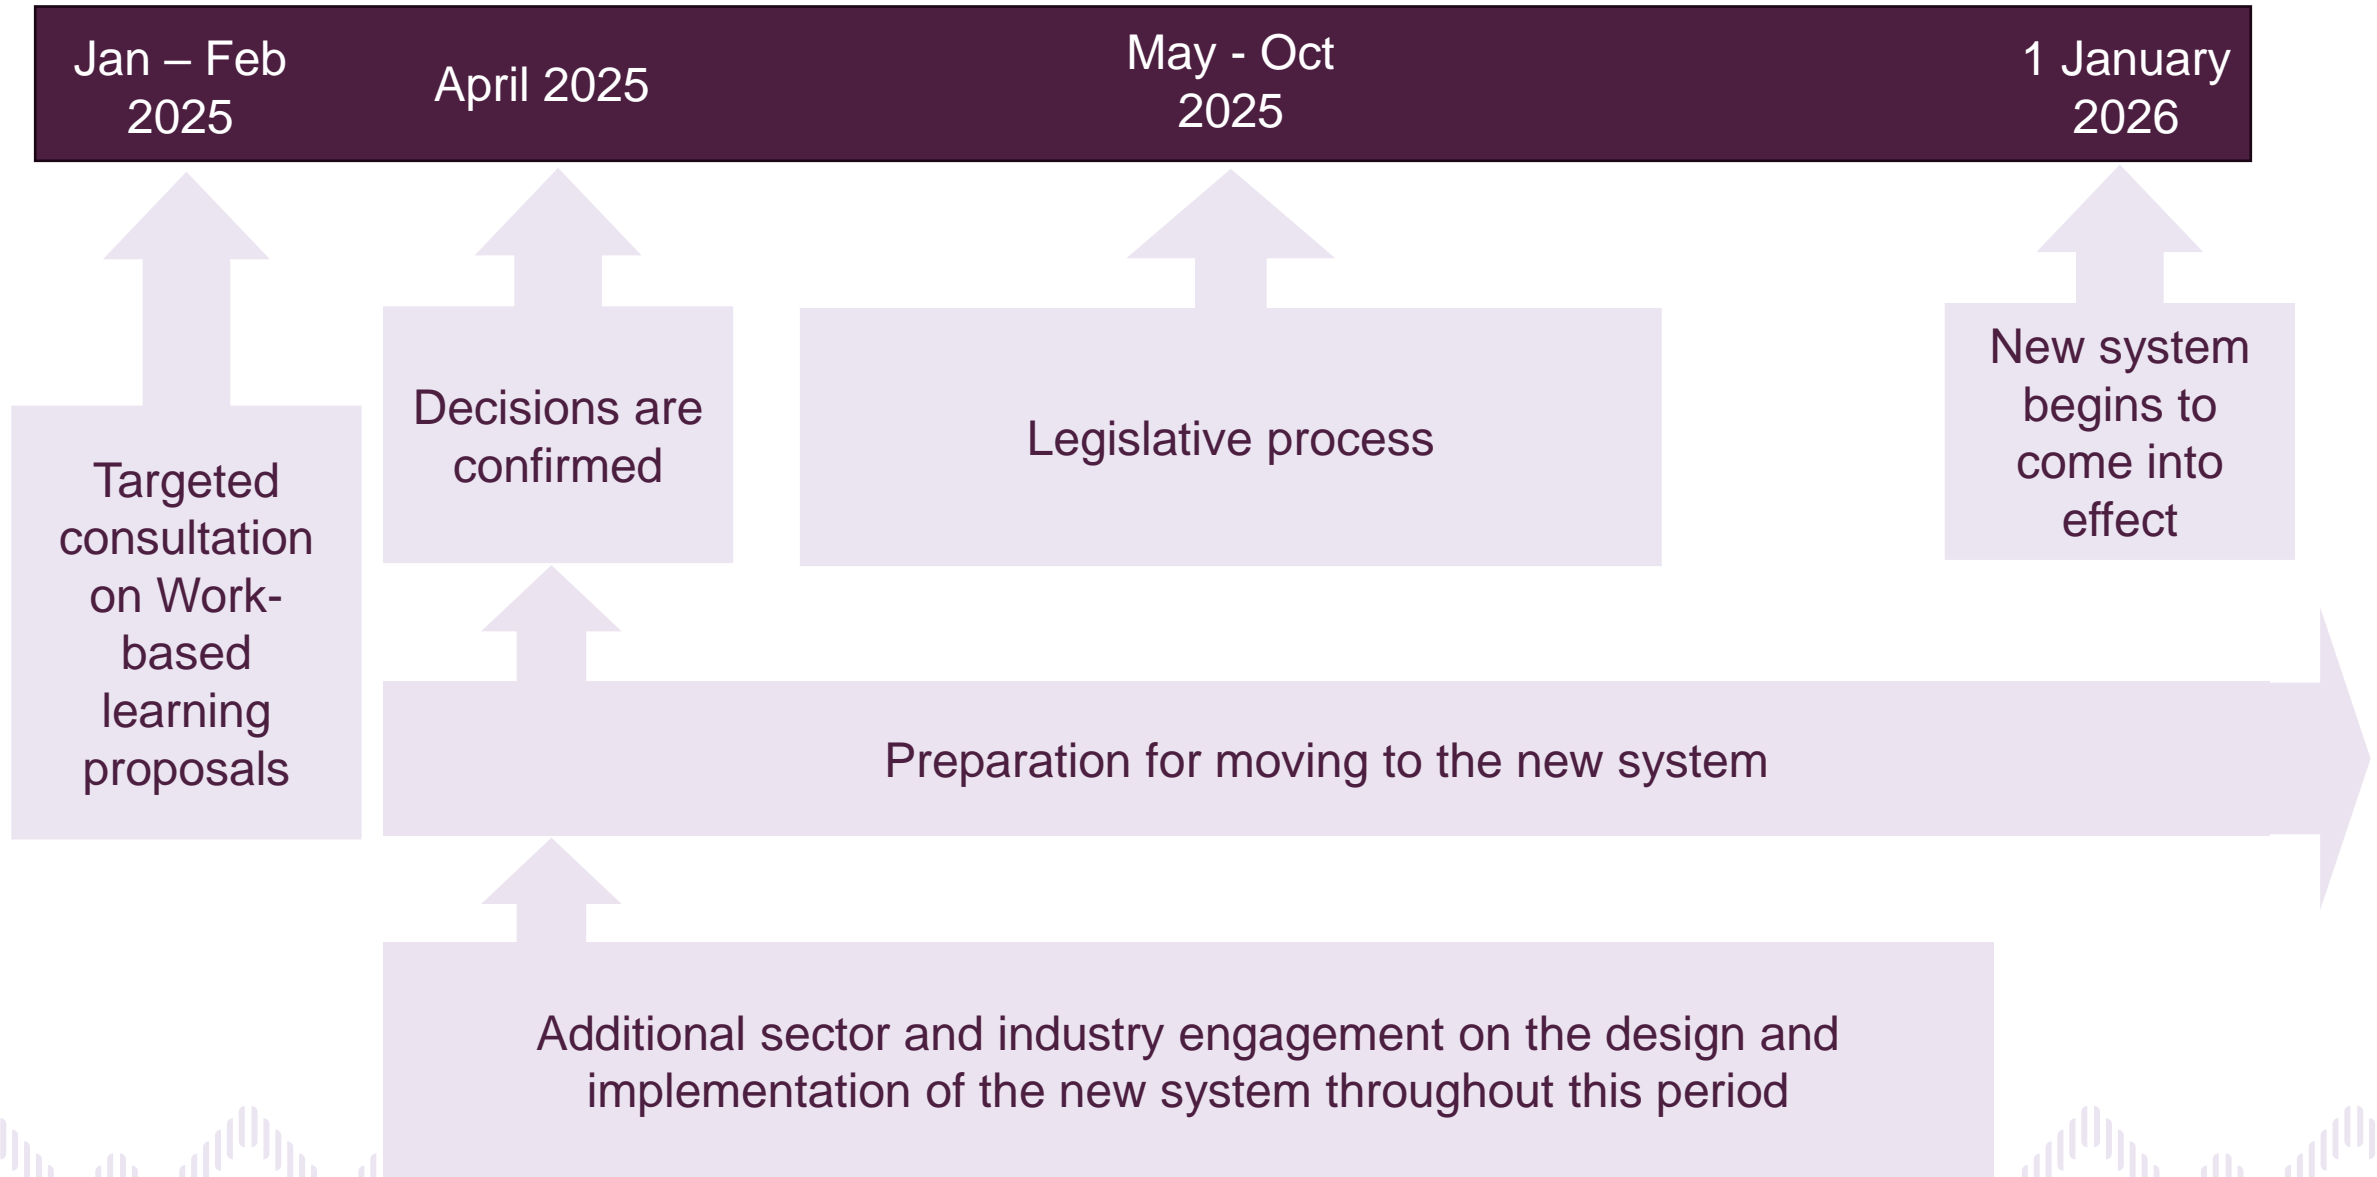 Jan – Feb
2025
April 2025
May - Oct
2025
1 January
2026
Targeted
consultation
on Work-
based
learning
proposals
Decisions are
confirmed
Legislative process
New system
begins to
come into
effect
Preparation for moving to the new system
Additional sector and industry engagement on the design and
implementation of the new system throughout this period